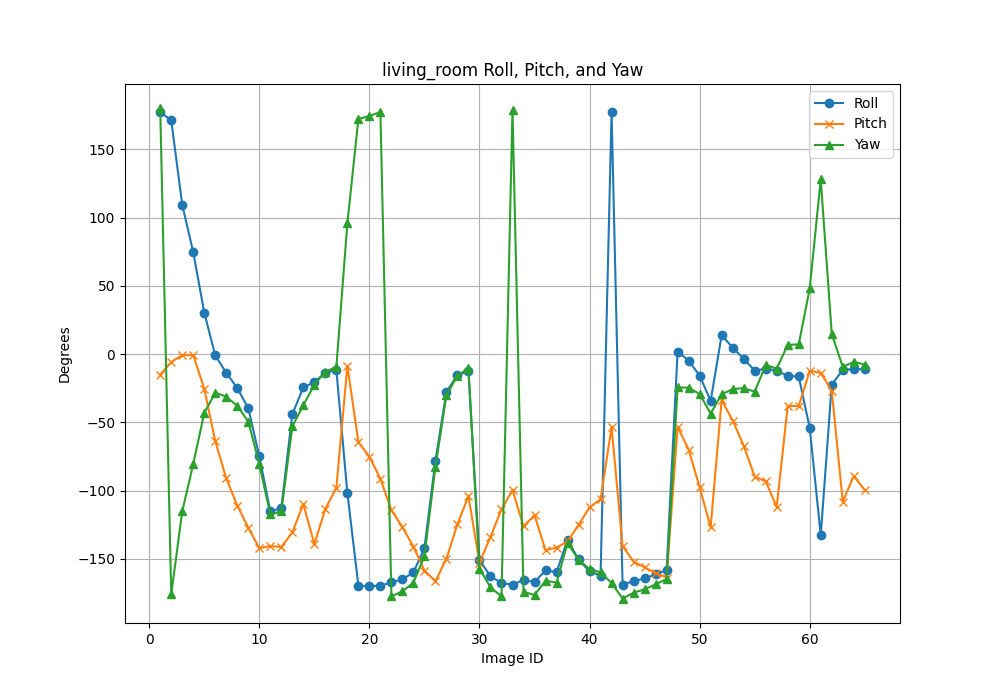 living_room Roll, Pitch, and Yaw
Roll
Pitch
Yaw
150
100
50
0
−50
−100
−150
Degrees
0 10 20 30 40 50 60
Image ID